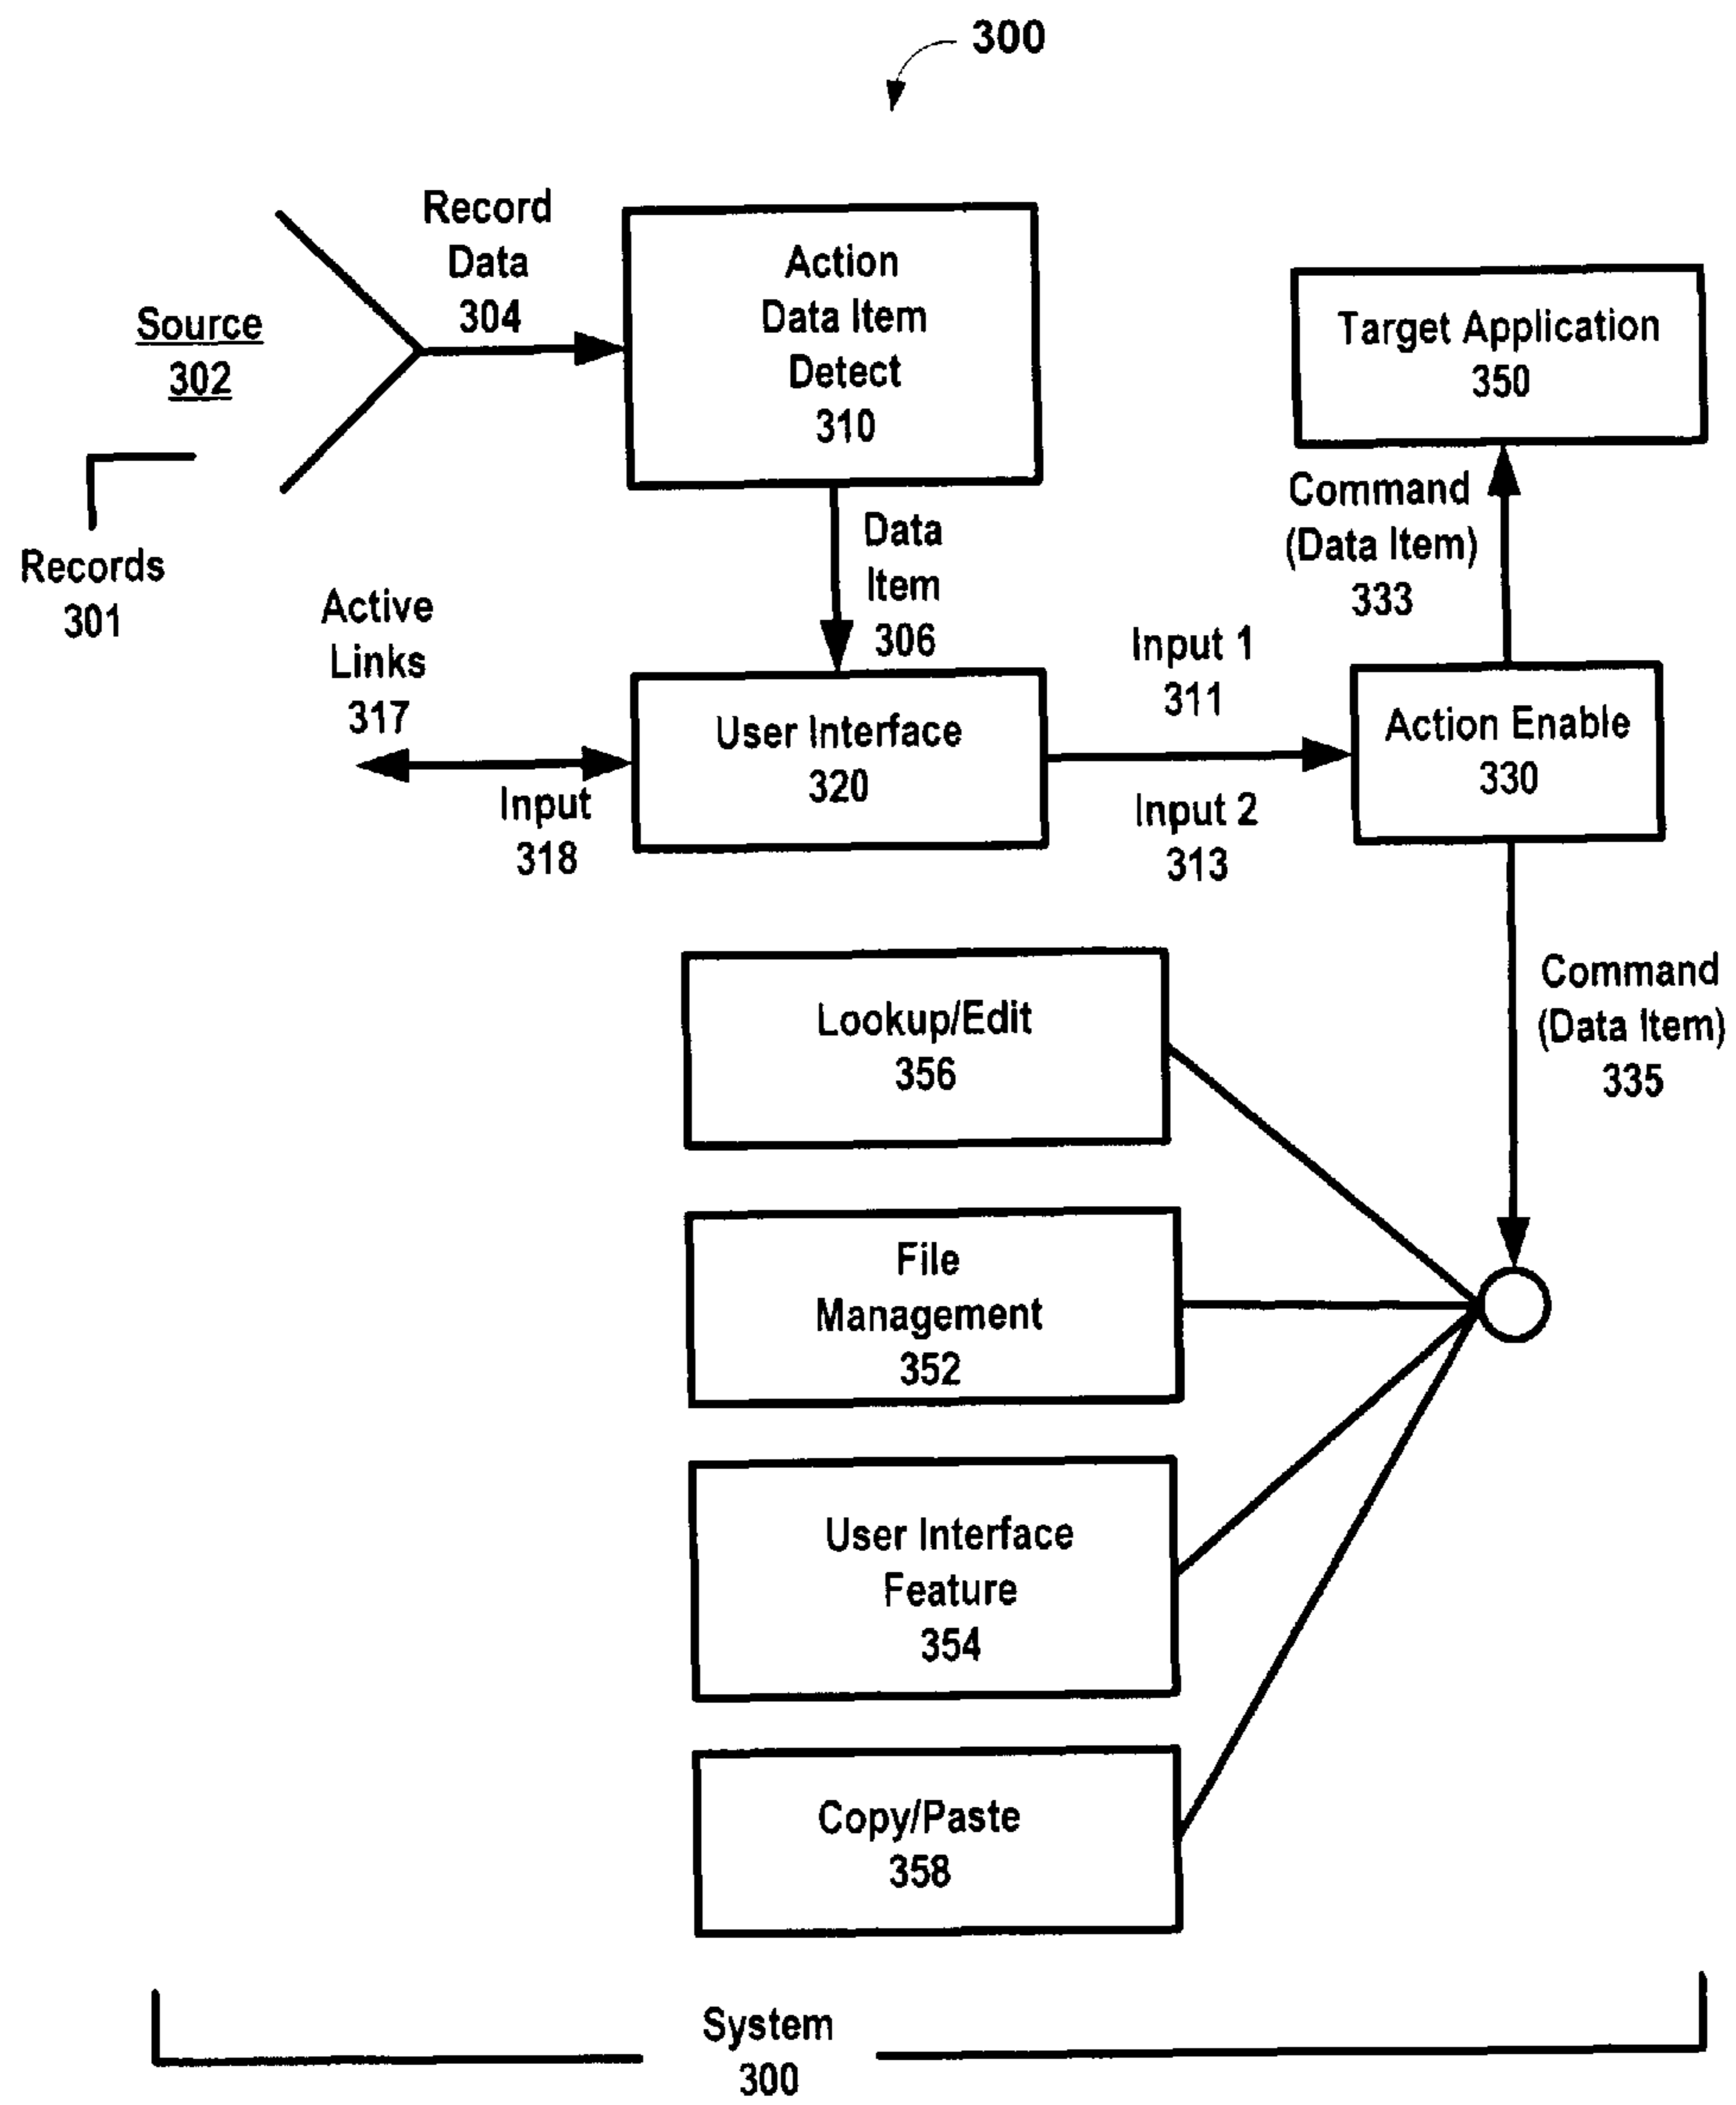 300
Record
Data
304
Source
302
Records
301
Action
Data Item
Detect
310
Target Application
350
Command
(Data Item)
333
Data
Item
306
Active
Links
317
Input
318
User Interface
320
Input 1
311
Input 2
313
Action Enable
330
Command
(Data Item)
335
Lookup/Edit
356
File
Management
352
User Interface
Feature
354
Copy/Paste
358
System
300